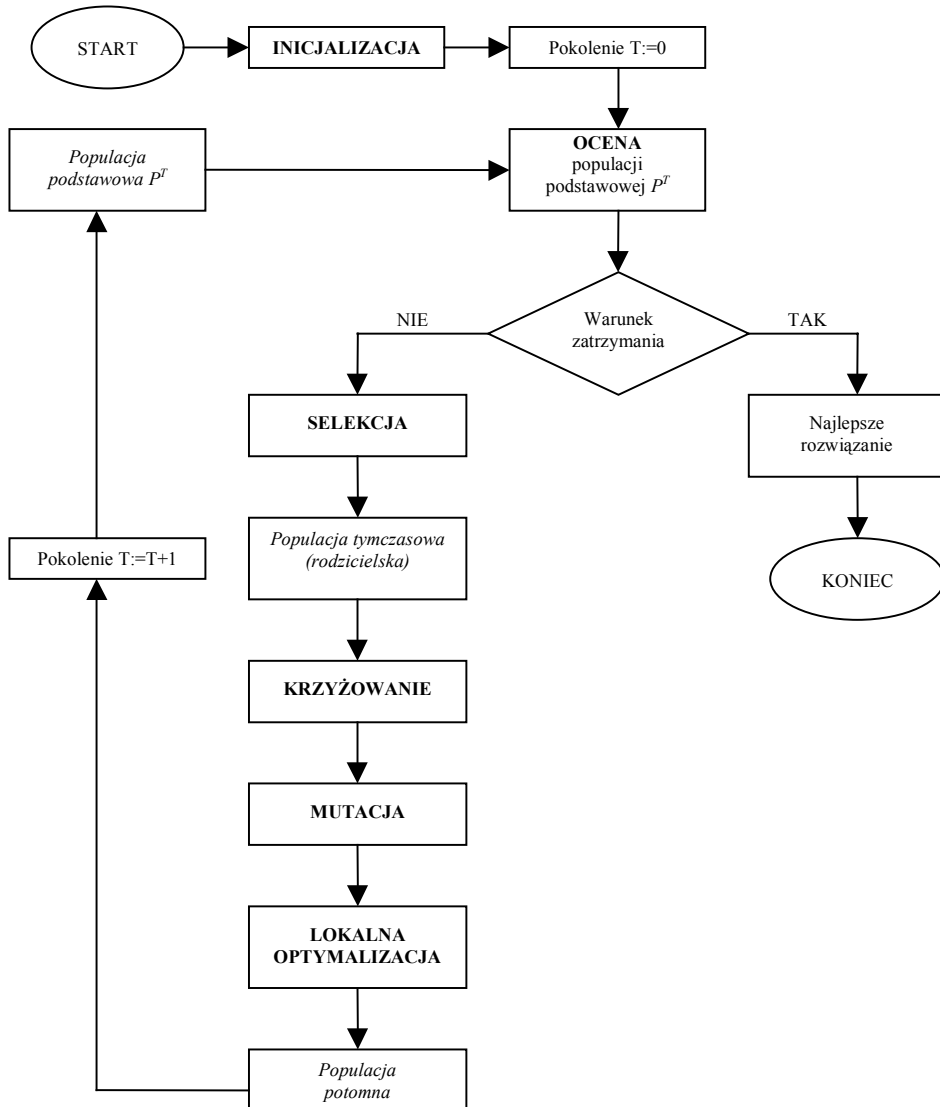 START
INICJALIZACJA
Pokolenie T:=0
Populacja
podstawowa P^T
OCENA
populacji
podstawowej P^T
NIE
Warunek
zatrzymania
TAK
SELEKCJA
Najlepsze
rozwiązanie
Populacja tymczasowa
(rodzicielska)
Pokolenie T:=T+1
KONIEC
KRZYŻOWANIE
MUTACJA
LOKALNA
OPTYMALIZACJA
Populacja
potomna